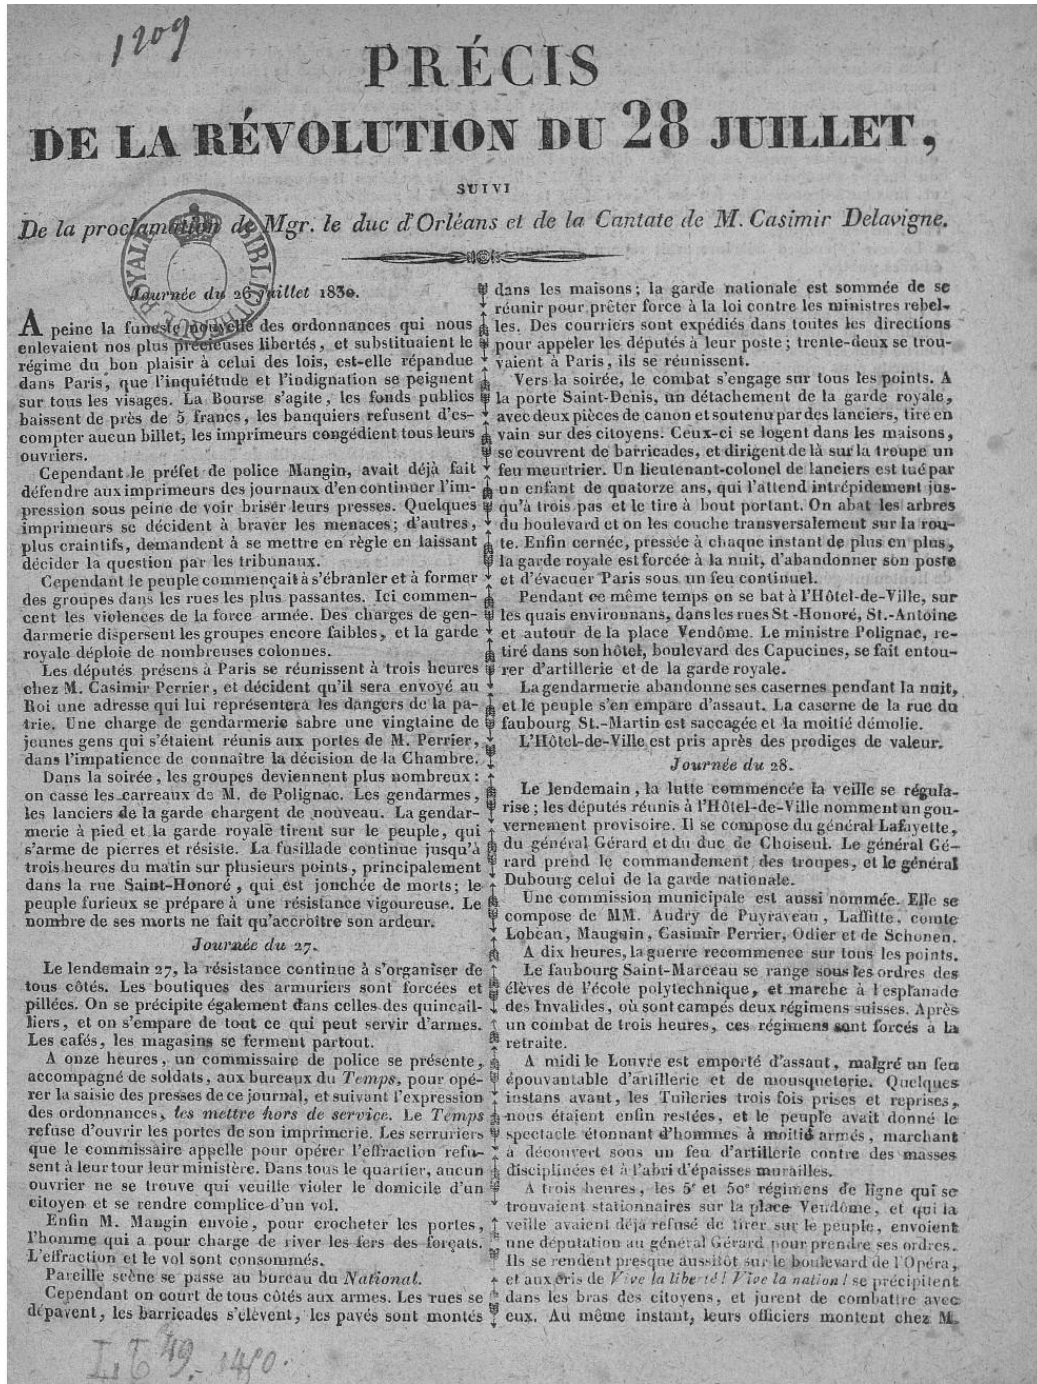 1209
PRÉCIS
DE LA RÉVOLUTION DU 28 JUILLET,
SUIVI
De la proclamation de Mgr. le duc d'Orléans et de la Cantate de M. Casimir Delavigne.
BIBLIOTHÈQUE ROYALE
Journée du 26 Juillet 1830.
A peine la funeste nouvelle des ordonnances qui nous
enlevaient nos plus précieuses libertés, et substituaient le
régime du bon plaisir à celui des lois, est-elle répandue
dans Paris, que l'inquiétude et l'indignation se peignent
sur tous les visages. La Bourse s'agite, les fonds publics
baissent de près de 5 francs, les banquiers refusent d'es-
compter aucun billet, les imprimeurs congédient tous leurs
ouvriers.
Cependant le préfet de police Mangin, avait déjà fait
défendre aux imprimeurs des journaux d'en continuer l'im-
pression sous peine de voir briser leurs presses. Quelques
imprimeurs se décident à braver les menaces; d'autres,
plus craintifs, demandent à se mettre en règle en laissant
décider la question par les tribunaux.
Cependant le peuple commençait à s'ébranler et à former
des groupes dans les rues les plus passantes. Ici commen-
cent les violences de la force armée. Des charges de gen-
darmerie dispersent les groupes encore faibles, et la garde
royale déploie de nombreuses colonnes.
Les députés présens à Paris se réunissent à trois heures
chez M. Casimir Perrier, et décident qu'il sera envoyé au
Roi une adresse qui lui représentera les dangers de la pa-
trie. Une charge de gendarmerie sabre une vingtaine de
jeunes gens qui s'étaient réunis aux portes de M. Perrier,
dans l'impatience de connaître la décision de la Chambre.
Dans la soirée, les groupes deviennent plus nombreux :
on casse les carreaux de M. de Polignac. Les gendarmes,
les lanciers de la garde chargent de nouveau. La gendar-
merie à pied et la garde royale tirent sur le peuple, qui
s'arme de pierres et résiste. La fusillade continue jusqu'à
trois heures du matin sur plusieurs points, principalement
dans la rue Saint-Honoré, qui est jonchée de morts; le
peuple furieux se prépare à une résistance vigoureuse. Le
nombre de ses morts ne fait qu'accroître son ardeur.
Journée du 27.
Le lendemain 27, la résistance continue à s'organiser de
tous côtés. Les boutiques des armuriers sont forcées et
pillées. On se précipite également dans celles des quincail-
liers, et on s'empare de tout ce qui peut servir d'armes.
Les cafés, les magasins se ferment partout.
A onze heures, un commissaire de police se présente,
accompagné de soldats, aux bureaux du Temps, pour opé-
rer la saisie des presses de ce journal, et suivant l'expression
des ordonnances, les mettre hors de service. Le Temps
refuse d'ouvrir les portes de son imprimerie. Les serruriers
que le commissaire appelle pour opérer l'effraction refu-
sent à leur tour leur ministère. Dans tous le quartier, aucun
ouvrier ne se trouve qui veuille violer le domicile d'un
citoyen et se rendre complice d'un vol.
Enfin M. Mangin envoie, pour crocheter les portes,
l'homme qui a pour charge de river les fers des forçats.
L'effraction et le vol sont consommés.
Pareille scène se passe au bureau du National.
Cependant on court de tous côtés aux armes. Les rues se
dépavent, les barricades s'élèvent, les pavés sont montés
dans les maisons; la garde nationale est sommée de se
réunir pour prêter force à la loi contre les ministres rebel-
les. Des courriers sont expédiés dans toutes les directions
pour appeler les députés à leur poste; trente-deux se trou-
vaient à Paris, ils se réunissent.
Vers la soirée, le combat s'engage sur tous les points. A
la porte Saint-Denis, un détachement de la garde royale,
avec deux pièces de canon et soutenu par des lanciers, tire en
vain sur des citoyens. Ceux-ci se logent dans les maisons,
se couvrent de barricades, et dirigent de là sur la troupe un
feu meurtrier. Un lieutenant-colonel de lanciers est tué par
un enfant de quatorze ans, qui l'attend intrépidement jus-
qu'à trois pas et le tire à bout portant. On abat les arbres
du boulevard et on les couche transversalement sur la rou-
te. Enfin cernée, pressée à chaque instant de plus en plus,
la garde royale est forcée à la nuit, d'abandonner son poste
et d'évacuer Paris sous un feu continuel.
Pendant ce même temps on se bat à l'Hôtel-de-Ville, sur
les quais environnans, dans les rues St-Honoré, St.-Antoine
et autour de la place Vendôme. Le ministre Polignac, re-
tiré dans son hôtel, boulevard des Capucines, se fait entou-
rer d'artillerie et de la garde royale.
La gendarmerie abandonne ses casernes pendant la nuit,
et le peuple s'en empare d'assaut. La caserne de la rue du
faubourg St.-Martin est saccagée et la moitié démolie.
L'Hôtel-de-Ville est pris après des prodiges de valeur.
Journée du 28.
Le lendemain, la lutte commencée la veille se régula-
rise; les députés réunis à l'Hôtel-de-Ville nomment un gou-
vernement provisoire. Il se compose du général Lafayette,
du général Gérard et du duc de Choiseul. Le général Gé-
rard prend le commandement des troupes, et le général
Dubourg celui de la garde nationale.
Une commission municipale est aussi nommée. Elle se
compose de MM. Audry de Puyraveau, Laffitte, comte
Lobeau, Mauguin, Casimir Perrier, Odier et de Schonen.
A dix heures, la guerre recommence sur tous les points.
Le faubourg Saint-Marceau se range sous les ordres des
élèves de l'école polytechnique, et marche à l'esplanade
des Invalides, où sont campés deux régimens suisses. Après
un combat de trois heures, ces régimens sont forcés à la
retraite.
A midi le Louvre est emporté d'assaut, malgré un feu
épouvantable d'artillerie et de mousqueterie. Quelques
instans avant, les Tuileries trois fois prises et reprises,
nous étaient enfin restées, et le peuple avait donné le
spectacle étonnant d'hommes à moitié armés, marchant
à découvert sous un feu d'artillerie contre des masses
disciplinées et à l'abri d'épaisses murailles.
A trois heures, les 5e et 50e régimens de ligne qui se
trouvaient stationnaires sur la place Vendôme, et qui la
veille avaient déjà refusé de tirer sur le peuple, envoient
une députation au général Gérard pour prendre ses ordres.
Ils se rendent presque aussitôt sur le boulevard de l'Opéra,
et aux cris de Vive la liberté! Vive la nation! se précipitent
dans les bras des citoyens, et jurent de combattre avec
eux. Au même instant, leurs officiers montent chez M.
Lb 49. 1450.